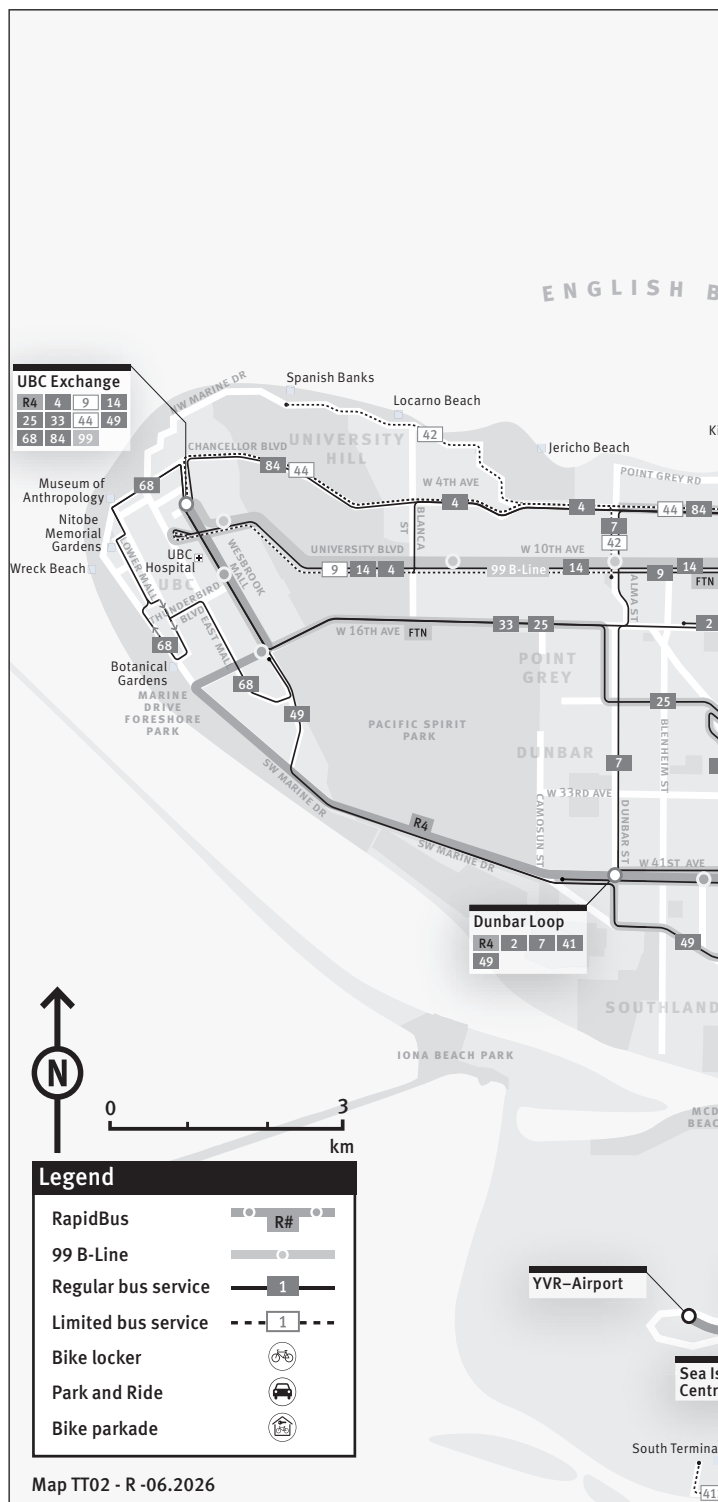 ENGLISH B
UBC Exchange
R4 4 9 14
25 33 44 49
68 84 99
NW MARINE DR
Spanish Banks
Locarno Beach
42
CHANCELLOR BLVD
UNIVERSITY
HILL
Jericho Beach
KI
84
44
POINT GREY RD
68
W 4TH AVE
4
4
44
84
Museum of
Anthropology
Nitobe
Memorial
Gardens
Wreck Beach
7
42
BLANCA
ST
UNIVERSITY BLVD
W 10TH AVE
UBC
Hospital
WESBROOK
MALL
9
14
4
99 B-Line
14
9
14
FTN
LOWER MALL
UBC
THUNDERBIRD
BLVD
ALMA ST
EAST MALL
W 16TH AVE
FTN
33
25
2
68
Botanical
Gardens
POINT
GREY
68
MARINE
DRIVE
FORESHORE
PARK
25
49
PACIFIC SPIRIT
PARK
BLENHEIM ST
DUNBAR
7
SW MARINE DR
CAMOSUN ST
W 33RD AVE
DUNBAR ST
R4
SW MARINE DR
W 41ST AVE
Dunbar Loop
R4 2 7 41
49
49
SOUTHLAND
N
IONA BEACH PARK
0
3
km
MCD
BEAC
Legend
RapidBus
R#
99 B-Line
Regular bus service
1
Limited bus service
1
Bike locker
Park and Ride
Bike parkade
YVR–Airport
Sea Is
Centr
South Termina
41
Map TT02 - R -06.2026